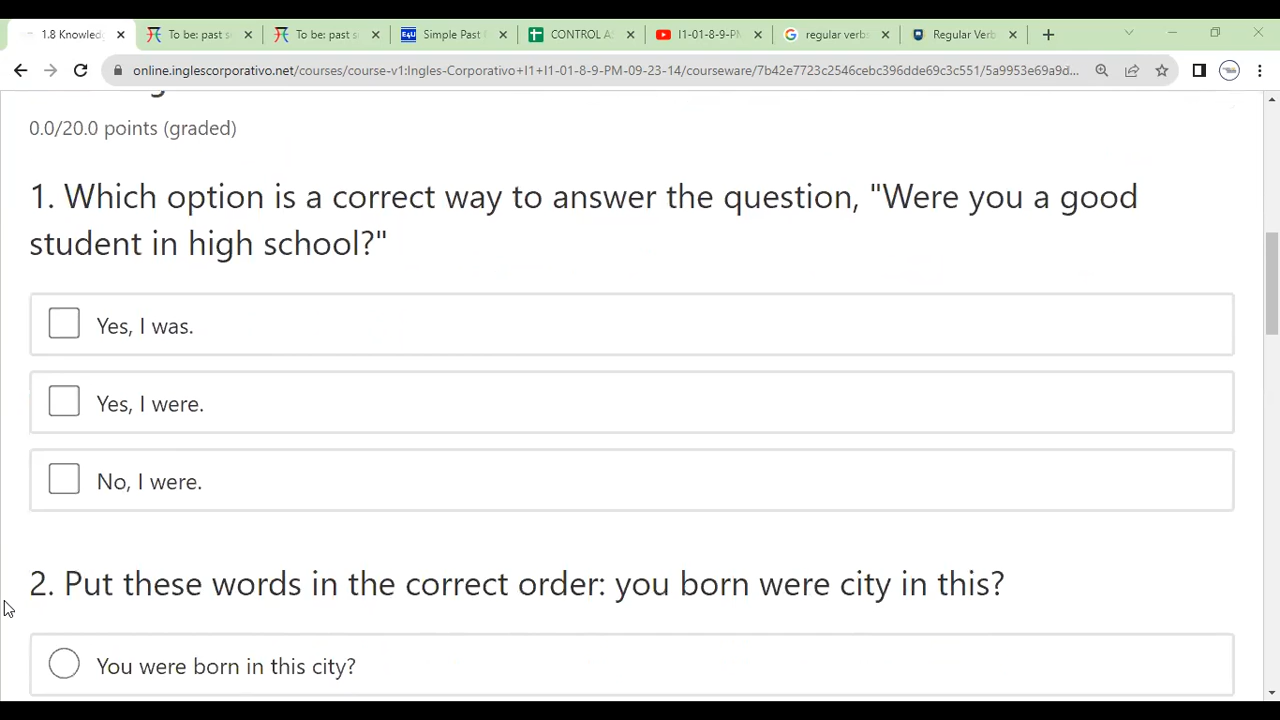 1.8 Knowled
To be: past s
To be: past s
Simple Past
CONTROL A
I1-01-8-9-PM
regular verb
Regular Verb
online.inglescorporativo.net/courses/course-v1:Ingles-Corporativo+I1+I1-01-8-9-PM-09-23-14/courseware/7b42e7723c2546cebc396dde69c3c551/5a9953e69a9d...
0.0/20.0 points (graded)
1. Which option is a correct way to answer the question, "Were you a good
student in high school?"
Yes, I was.
Yes, I were.
No, I were.
2. Put these words in the correct order: you born were city in this?
You were born in this city?